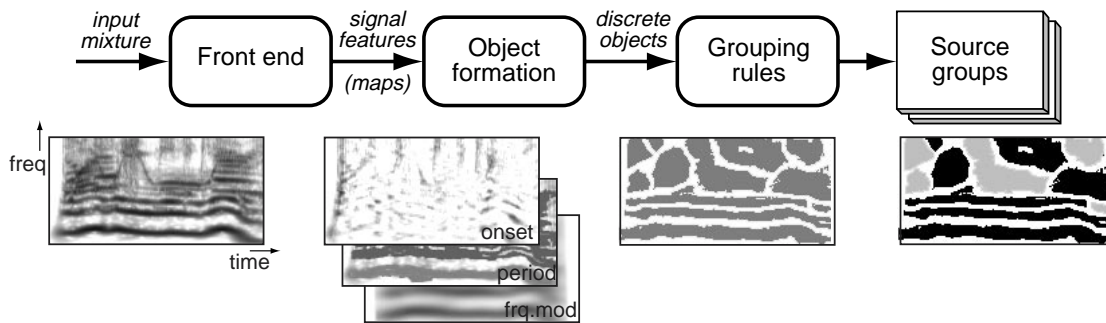 input
mixture
Front end
signal
features
(maps)
Object
formation
discrete
objects
Grouping
rules
Source
groups
freq
time
onset
period
frq.mod